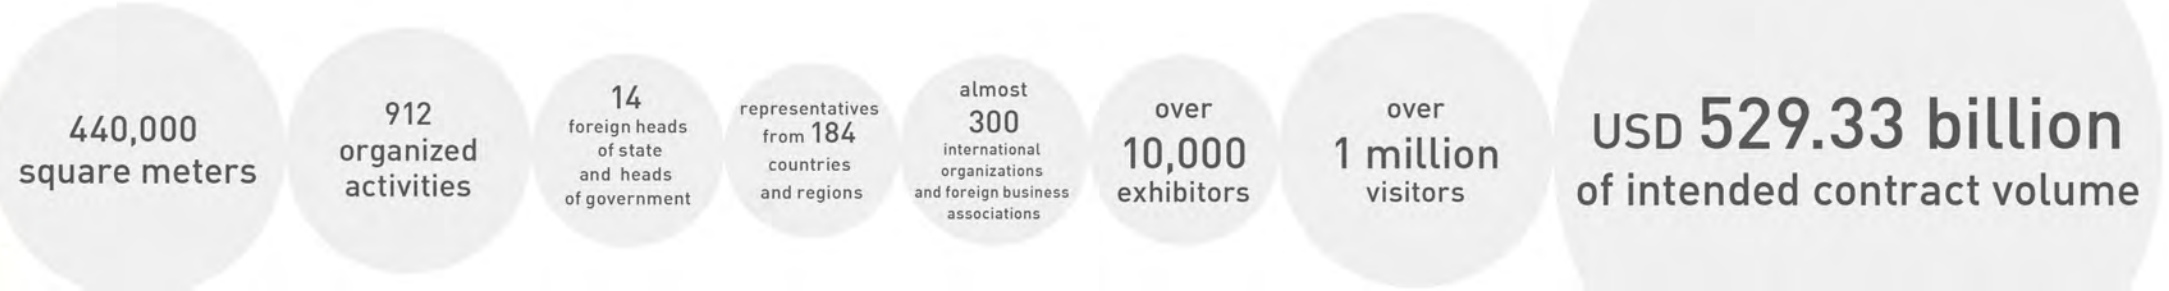 440,000
square meters
912
organized
activities
14
foreign heads
of state
and heads
of government
representatives
from 184
countries
and regions
almost
300
international
organizations
and foreign business
associations
over
10,000
exhibitors
over
1 million
visitors
USD 529.33 billion
of intended contract volume